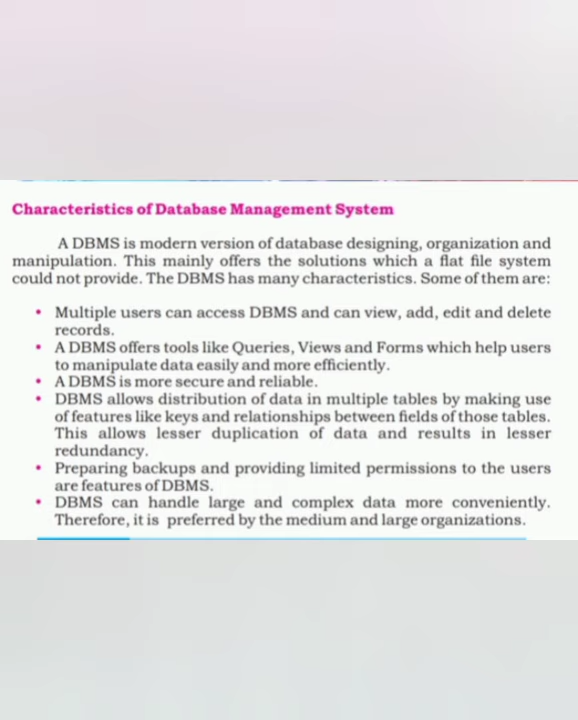 Characteristics of Database Management System
A DBMS is modern version of database designing, organization and
manipulation. This mainly offers the solutions which a flat file system
could not provide. The DBMS has many characteristics. Some of them are:
• Multiple users can access DBMS and can view, add, edit and delete
records.
• A DBMS offers tools like Queries, Views and Forms which help users
to manipulate data easily and more efficiently.
• A DBMS is more secure and reliable.
• DBMS allows distribution of data in multiple tables by making use
of features like keys and relationships between fields of those tables.
This allows lesser duplication of data and results in lesser
redundancy.
• Preparing backups and providing limited permissions to the users
are features of DBMS.
• DBMS can handle large and complex data more conveniently.
Therefore, it is preferred by the medium and large organizations.